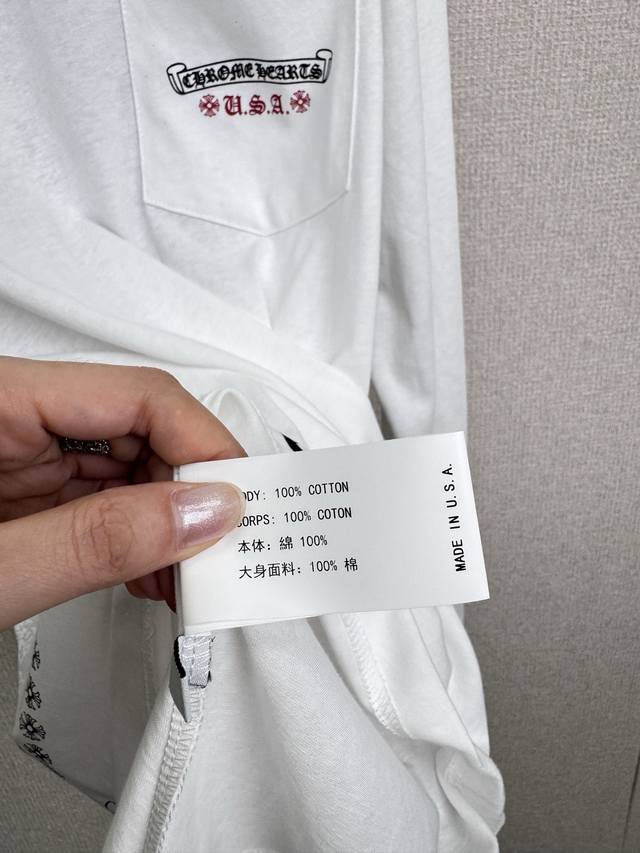 CHROME HEARTS
U.S.A.
ODY: 100% COTTON
ORPS: 100% COTON
本体: 綿 100%
大身面料: 100% 棉
MADE IN U.S.A.